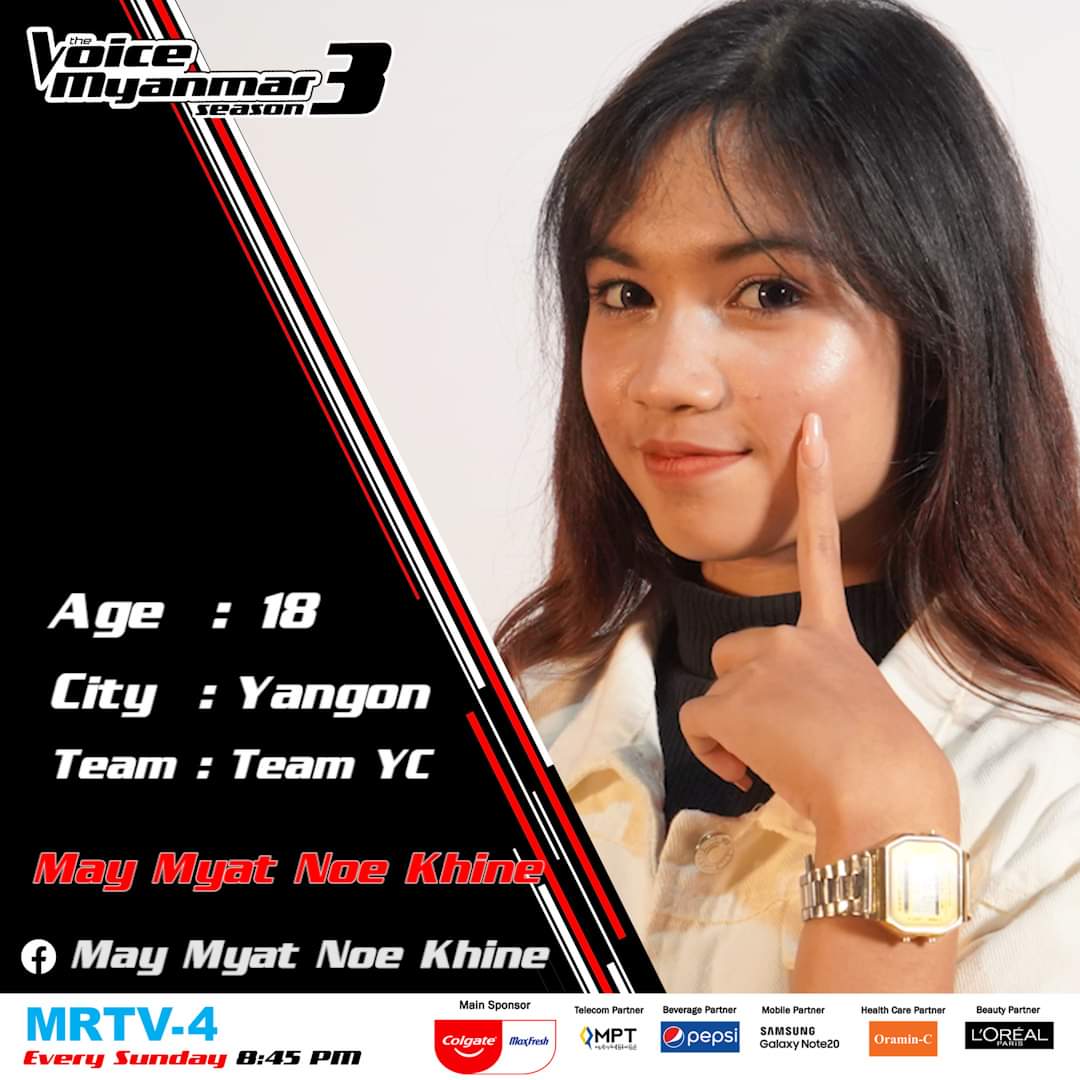 the
Voice
Myanmar
season 3
Age : 18
City : Yangon
Team : Team YC
May Myat Noe Khine
May Myat Noe Khine
MRTV-4
Every Sunday 8:45 PM
Main Sponsor
Colgate MaxFresh
Telecom Partner
MPT
Beverage Partner
pepsi
Mobile Partner
SAMSUNG
Galaxy Note20
Health Care Partner
Oramin-C
Beauty Partner
L'ORÉAL
PARIS